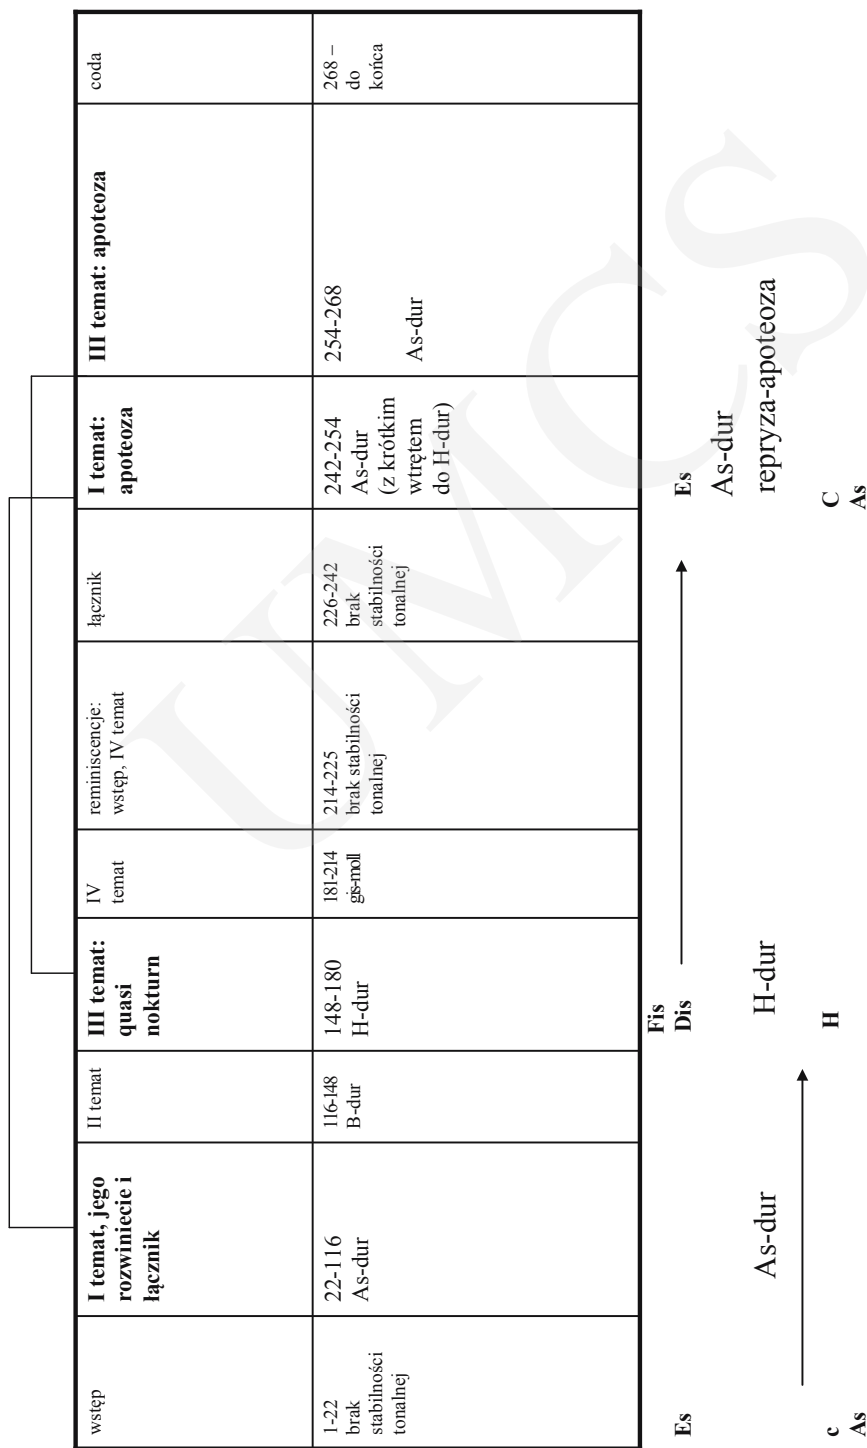 wstęp
I temat, jego
rozwiniecie i
łącznik
II temat
III temat:
quasi
nokturn
IV
temat
reminiscencje:
wstęp, IV temat
łącznik
I temat:
apoteoza
III temat: apoteoza
coda
1-22
brak
stabilności
tonalnej
22-116
As-dur
116-148
B-dur
148-180
H-dur
181-214
gis-moll
214-225
brak stabilności
tonalnej
226-242
brak
stabilności
tonalnej
242-254
As-dur
(z krótkim
wtrętem
do H-dur)
254-268
As-dur
268 –
do
końca
Es
Fis
Dis
Es
As-dur
H-dur
As-dur
repryza-apoteoza
c
As
H
C
As
UMCS